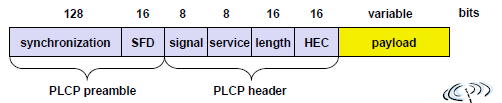 128 16 8 8 16 16 variable bits
synchronization SFD signal service length HEC payload
PLCP preamble PLCP header